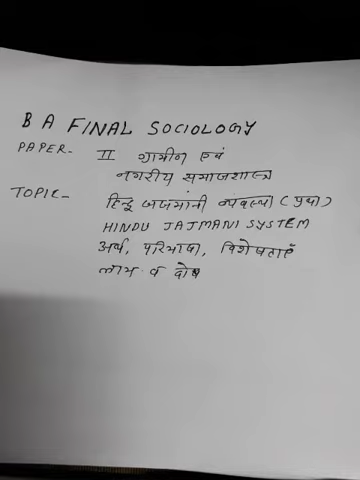 B A FINAL SOCIOLOGY
PAPER- II ग्रामीण एवं
नगरीय समाजशास्त्र
TOPIC- हिन्दू जजमानी व्यवस्था (प्रथा)
HINDU JAJMANI SYSTEM
अर्थ, परिभाषा, विशेषताएँ
लाभ व दोष